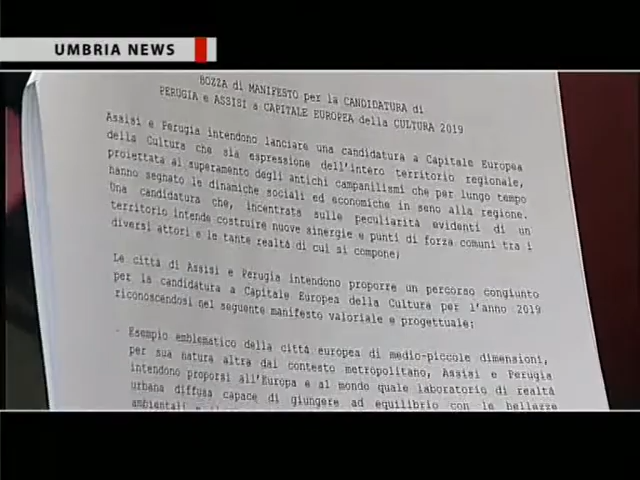 UMBRIA NEWS
BOZZA di MANIFESTO per la CANDIDATURA di
PERUGIA e ASSISI a CAPITALE EUROPEA della CULTURA 2019
Assisi e Perugia intendono lanciare una candidatura a Capitale Europea
della Cultura che sia espressione dell'intero territorio regionale,
proiettata al superamento degli antichi campanilismi che per lungo tempo
hanno segnato le dinamiche sociali ed economiche in seno alla regione.
Una candidatura che, incentrata sulle peculiarità evidenti di un
territorio intende costruire nuove sinergie e punti di forza comuni tra i
diversi attori e le tante realtà di cui si compone;
Le città di Assisi e Perugia intendono proporre un percorso congiunto
per la candidatura a Capitale Europea della Cultura per l'anno 2019
riconoscendosi nel seguente manifesto valoriale e progettuale:
- Esempio emblematico della città europea di medio-piccole dimensioni,
per sua natura altra dal contesto metropolitano, Assisi e Perugia
intendono proporsi all'Europa e al mondo quale laboratorio di realtà
urbana diffusa capace di giungere ad equilibrio con le bellezze
ambientali